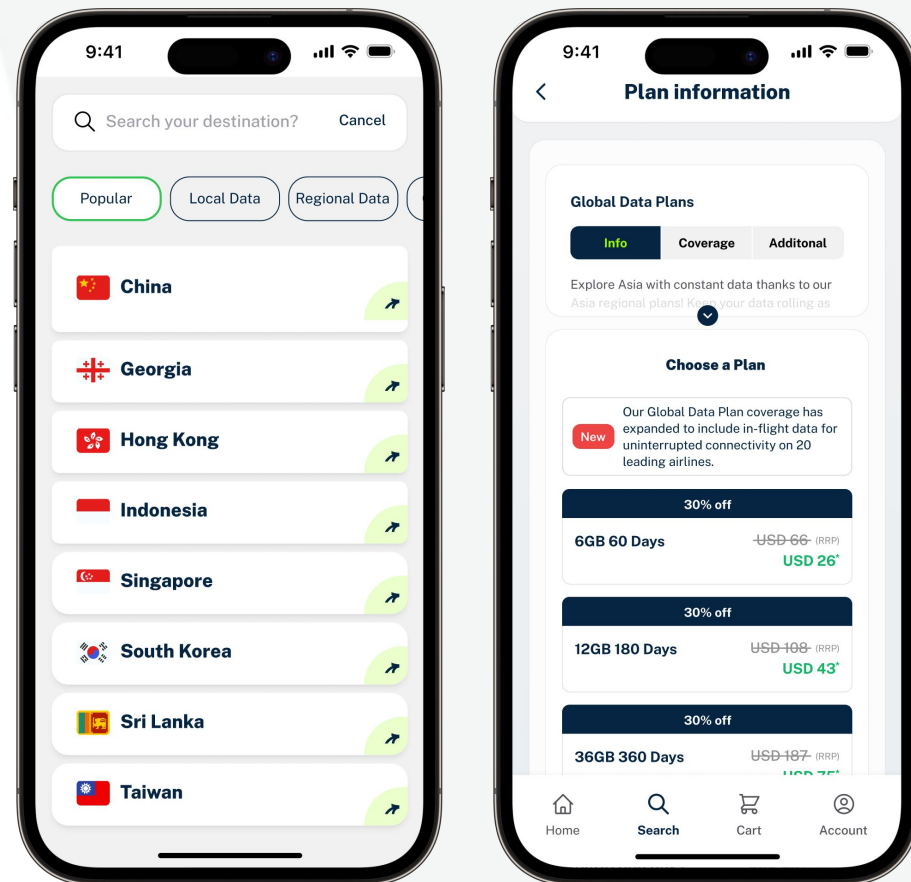 9:41
Search your destination?
Cancel
Popular
Local Data
Regional Data
China
Georgia
Hong Kong
Indonesia
Singapore
South Korea
Sri Lanka
Taiwan
9:41
Plan information
Global Data Plans
Info
Coverage
Additonal
Explore Asia with constant data thanks to our
Asia regional plans! Keep your data rolling as
Choose a Plan
New
Our Global Data Plan coverage has
expanded to include in-flight data for
uninterrupted connectivity on 20
leading airlines.
30% off
6GB 60 Days
USD 66 (RRP)
USD 26*
30% off
12GB 180 Days
USD 108 (RRP)
USD 43*
30% off
36GB 360 Days
USD 187 (RRP)
USD 75*
Home
Search
Cart
Account